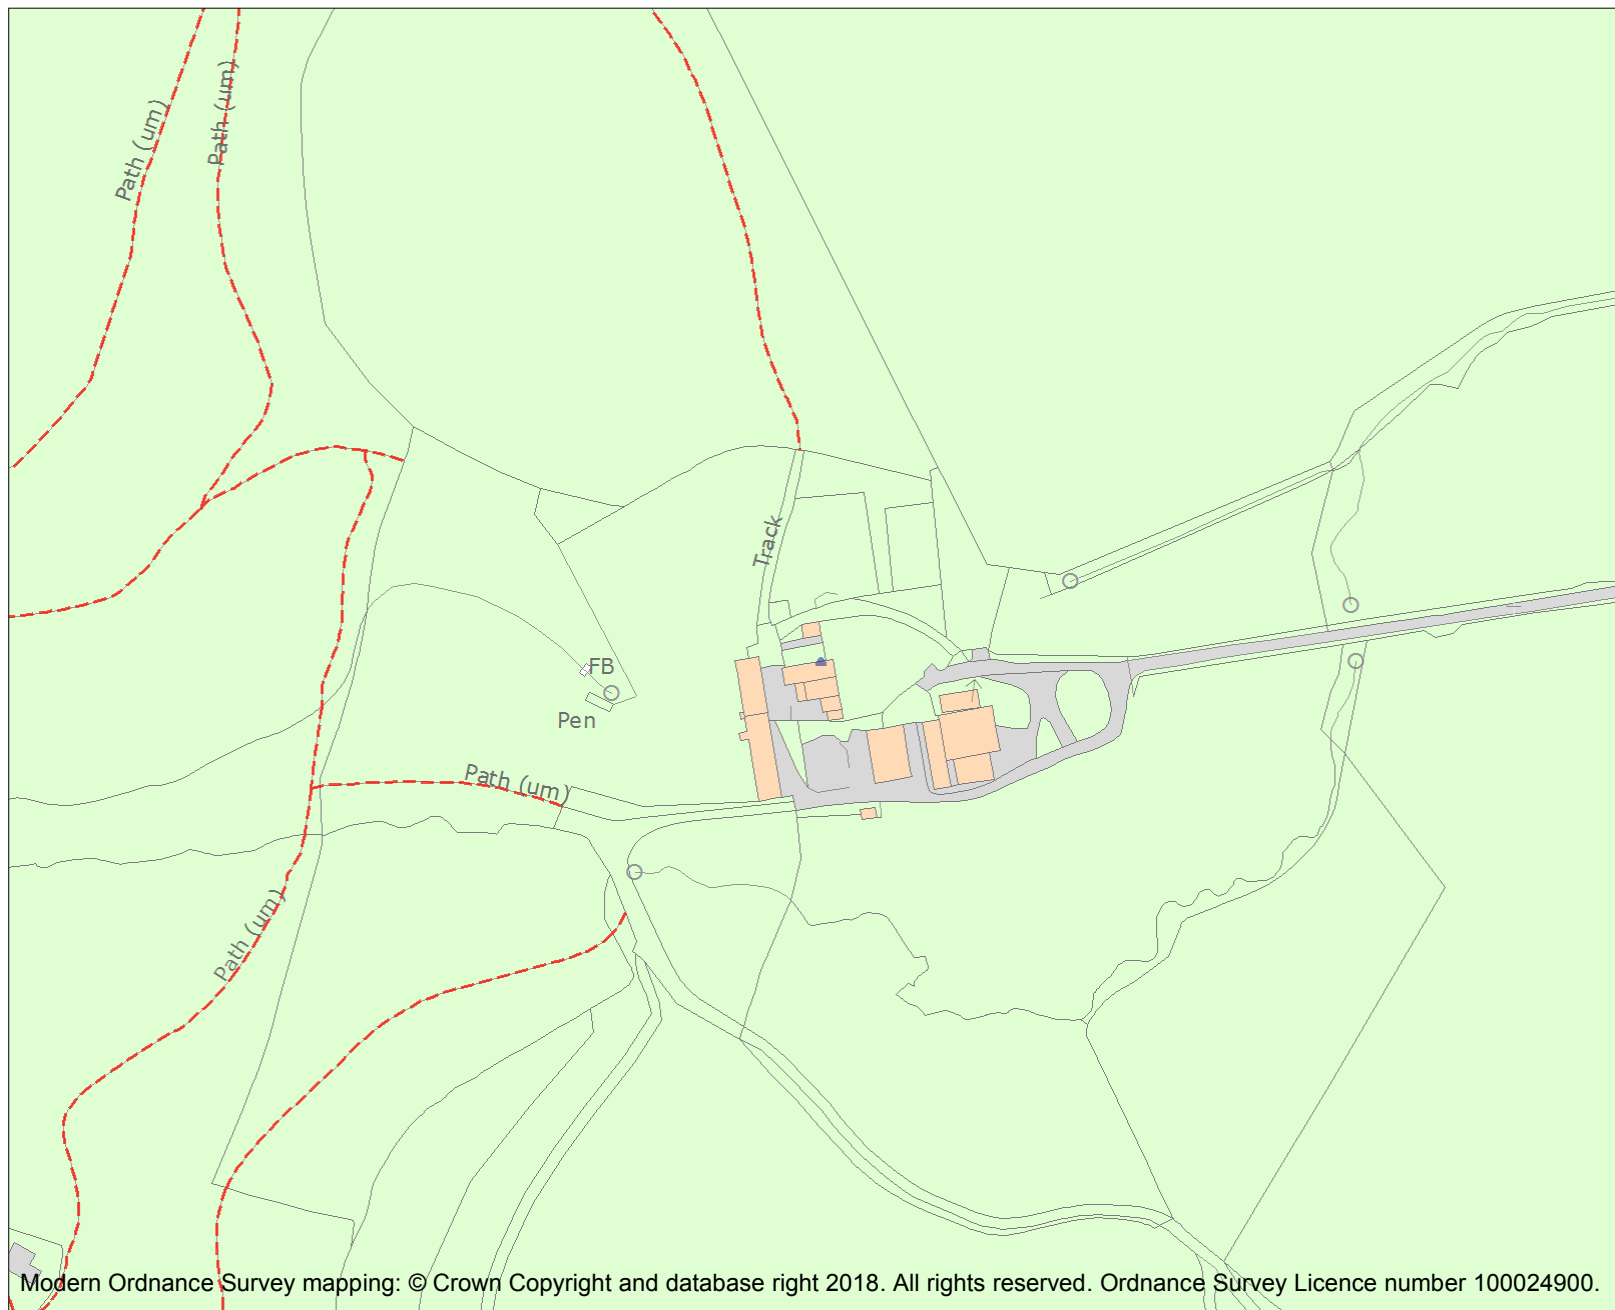 Path (um)
Path (um)
Track
FB
Pen
Path (um)
Path (um)
Modern Ordnance Survey mapping: © Crown Copyright and database right 2018. All rights reserved. Ordnance Survey Licence number 100024900.